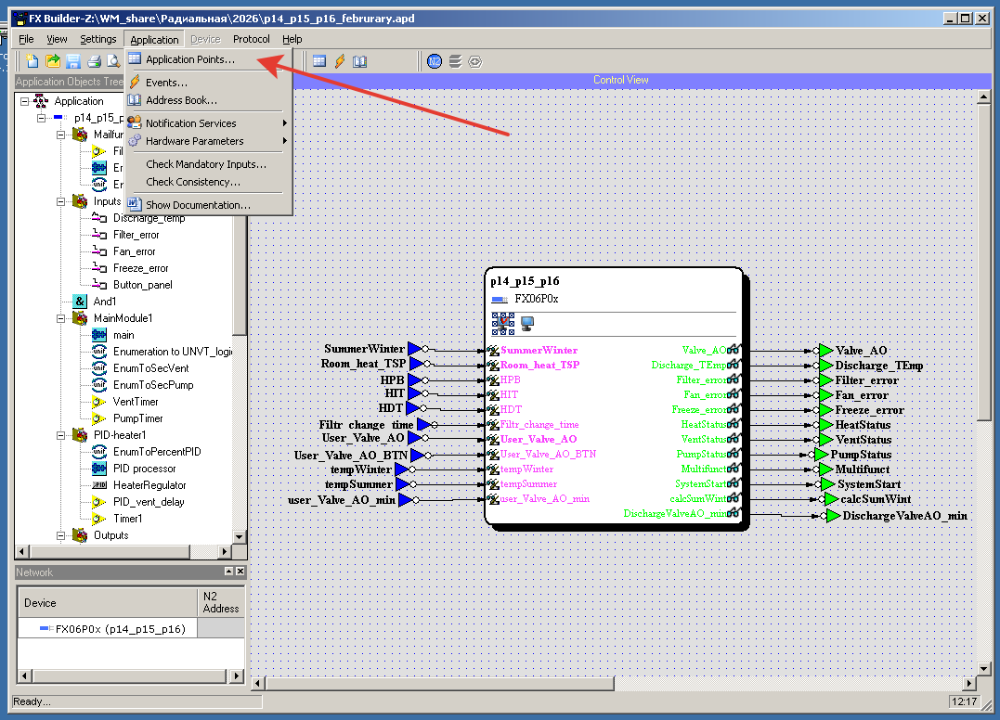 FX Builder-Z:\WM_share\Радиальная\2026\p14_p15_p16_februrary.apd
File View Settings Application Device Protocol Help
Application Points...
Events...
Address Book...
Notification Services
Hardware Parameters
Check Mandatory Inputs...
Check Consistency...
Show Documentation...
N2
Application Objects Tree
Application
p14_p15_p
Mailfur
Fil
Er
Er
Inputs
Discharge_temp
Filter_error
Fan_error
Freeze_error
Button_panel
And1
MainModule1
main
Enumeration to UNVT_logi
EnumToSecVent
EnumToSecPump
VentTimer
PumpTimer
PID-heater1
EnumToPercentPID
PID processor
HeaterRegulator
PID_vent_delay
Timer1
Outputs
Network
Device N2 Address
FX06P0x (p14_p15_p16)
Control View
p14_p15_p16
FX06P0x
SummerWinter SummerWinter Valve_AO Valve_AO
Room_heat_TSP Room_heat_TSP Discharge_TEmp Discharge_TEmp
HPB HPB Filter_error Filter_error
HIT HIT Fan_error Fan_error
HDT HDT Freeze_error Freeze_error
Filtr_change_time Filtr_change_time HeatStatus HeatStatus
User_Valve_AO User_Valve_AO VentStatus VentStatus
User_Valve_AO_BTN User_Valve_AO_BTN PumpStatus PumpStatus
tempWinter tempWinter Multifunct Multifunct
tempSummer tempSummer SystemStart SystemStart
user_Valve_AO_min user_Valve_AO_min calcSumWint calcSumWint
DischargeValveAO_min DischargeValveAO_min
Ready... 12:17